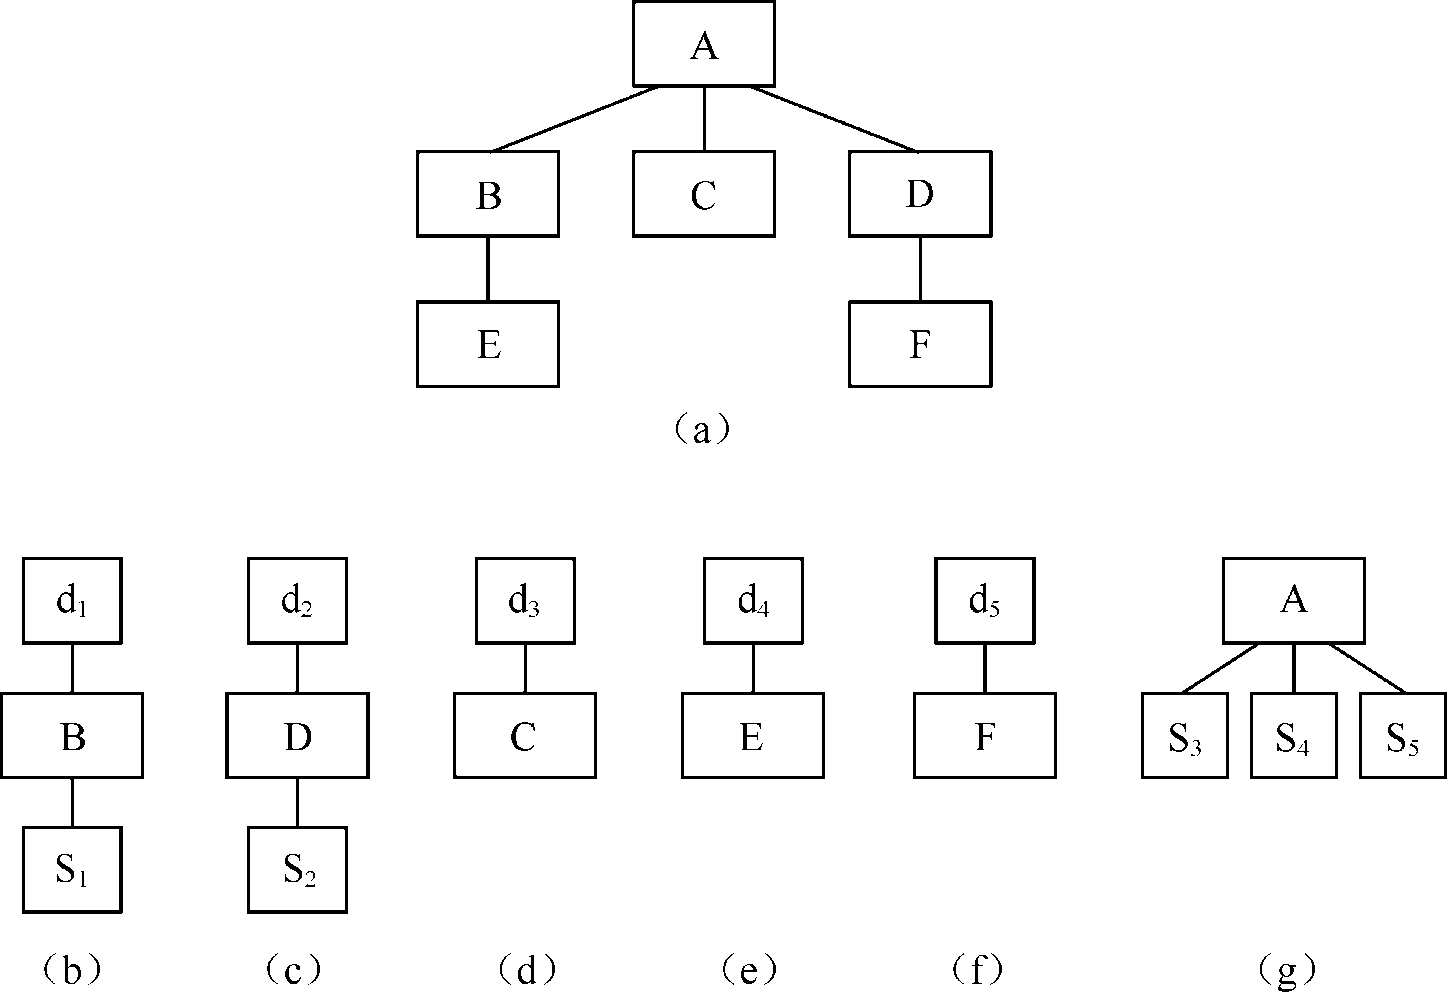 A
B C D
E F
（a）
d₁ d₂ d₃ d₄ d₅ A
B D C E F S₃ S₄ S₅
S₁ S₂
（b） （c） （d） （e） （f） （g）